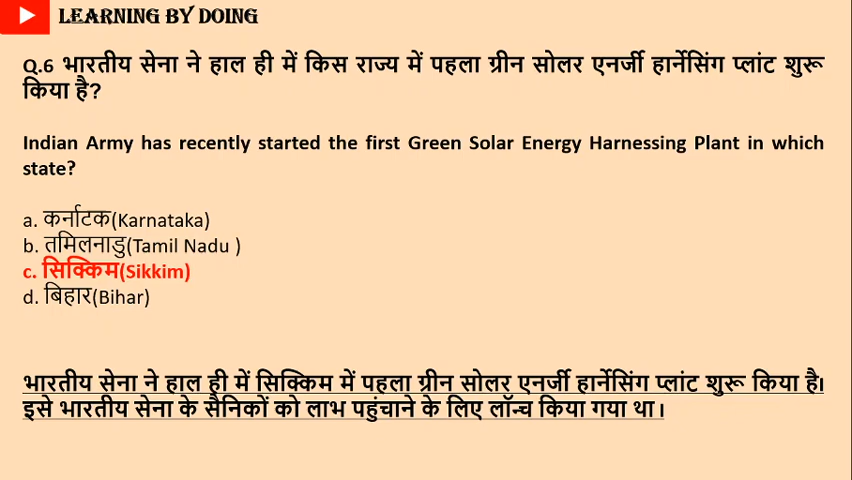 LEARNING BY DOING
Q.6 भारतीय सेना ने हाल ही में किस राज्य में पहला ग्रीन सोलर एनर्जी हार्नेसिंग प्लांट शुरू
किया है?
Indian Army has recently started the first Green Solar Energy Harnessing Plant in which
state?
a. कर्नाटक(Karnataka)
b. तमिलनाडु(Tamil Nadu )
c. सिक्किम(Sikkim)
d. बिहार(Bihar)
भारतीय सेना ने हाल ही में सिक्किम में पहला ग्रीन सोलर एनर्जी हार्नेसिंग प्लांट शुरू किया है।
इसे भारतीय सेना के सैनिकों को लाभ पहुंचाने के लिए लॉन्च किया गया था।